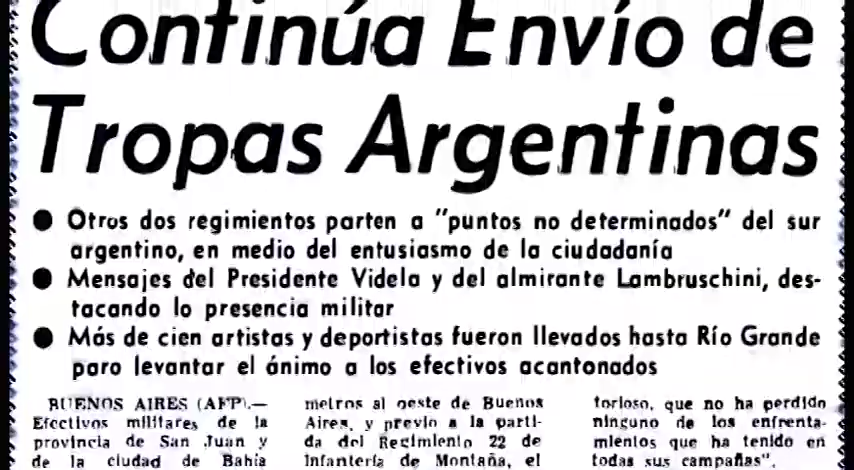 Continúa Envío de
Tropas Argentinas
● Otros dos regimientos parten a "puntos no determinados" del sur
argentino, en medio del entusiasmo de la ciudadanía
● Mensajes del Presidente Videla y del almirante Lambruschini, des-
tacando lo presencia militar
● Más de cien artistas y deportistas fueron llevados hasta Río Grande
paro levantar el ánimo a los efectivos acantonados
BUENOS AIRES (AFP).—
Efectivos militares de la
provincia de San Juan y
de la ciudad de Bahía
metros al oeste de Buenos
Aires, y previo a la parti-
da del Regimiento 22 de
Infantería de Montaña, el
torioso, que no ha perdido
ninguno de los enfrenta-
mientos que ha tenido en
todas sus campañas".